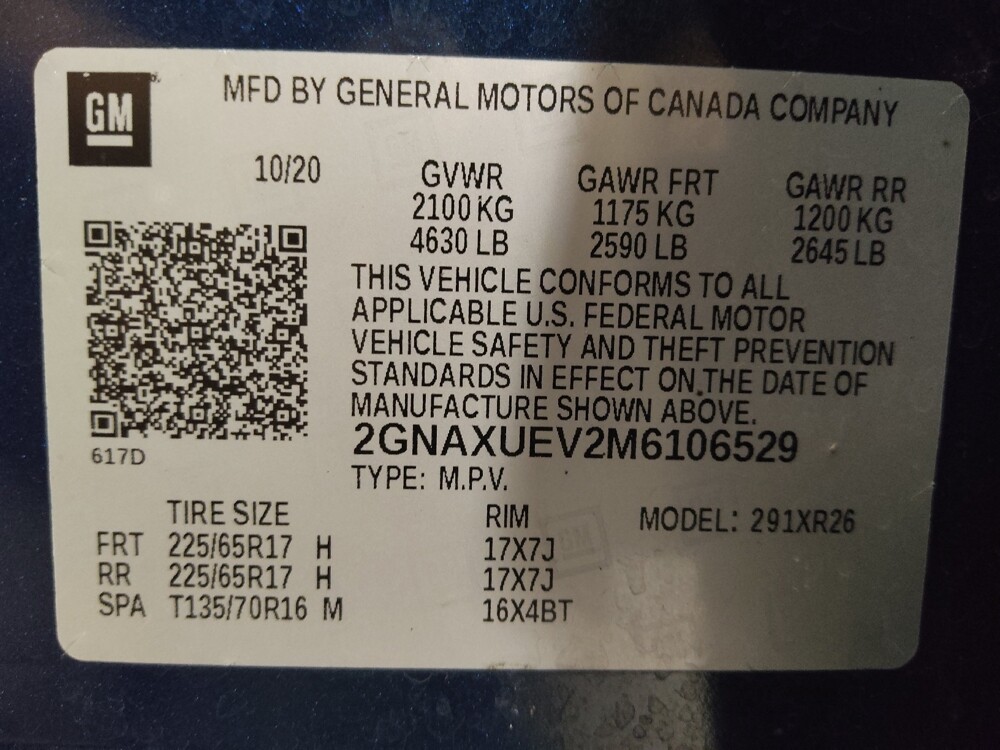 GM
MFD BY GENERAL MOTORS OF CANADA COMPANY
10/20 GVWR GAWR FRT GAWR RR
2100 KG 1175 KG 1200 KG
4630 LB 2590 LB 2645 LB
THIS VEHICLE CONFORMS TO ALL
APPLICABLE U.S. FEDERAL MOTOR
VEHICLE SAFETY AND THEFT PREVENTION
STANDARDS IN EFFECT ON THE DATE OF
MANUFACTURE SHOWN ABOVE.
2GNAXUEV2M6106529
617D
TYPE: M.P.V.
TIRE SIZE RIM MODEL: 291XR26
FRT 225/65R17 H 17X7J
RR 225/65R17 H 17X7J
SPA T135/70R16 M 16X4BT